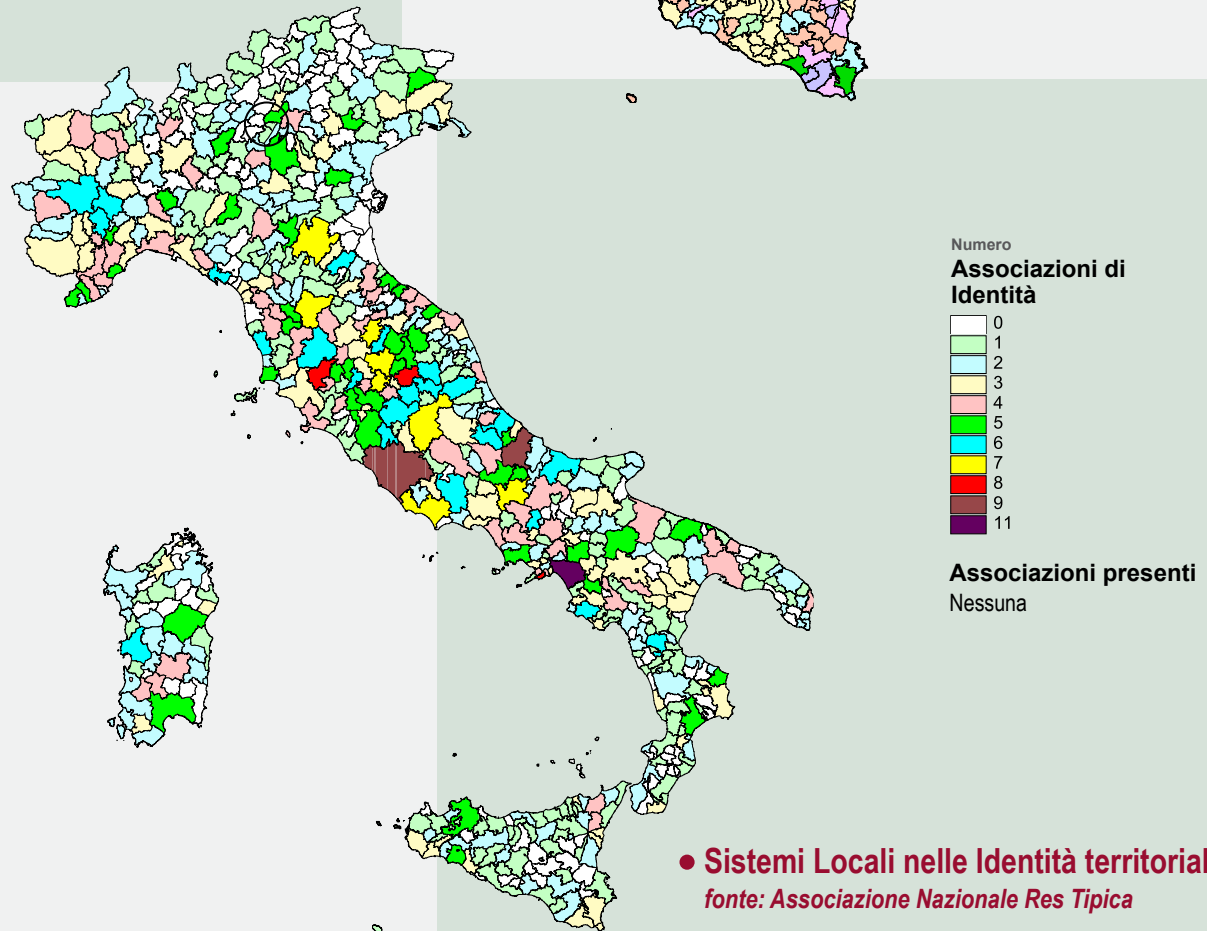 Numero
Associazioni di
Identità
0
1
2
3
4
5
6
7
8
9
11
Associazioni presenti
Nessuna
• Sistemi Locali nelle Identità territorial
fonte: Associazione Nazionale Res Tipica